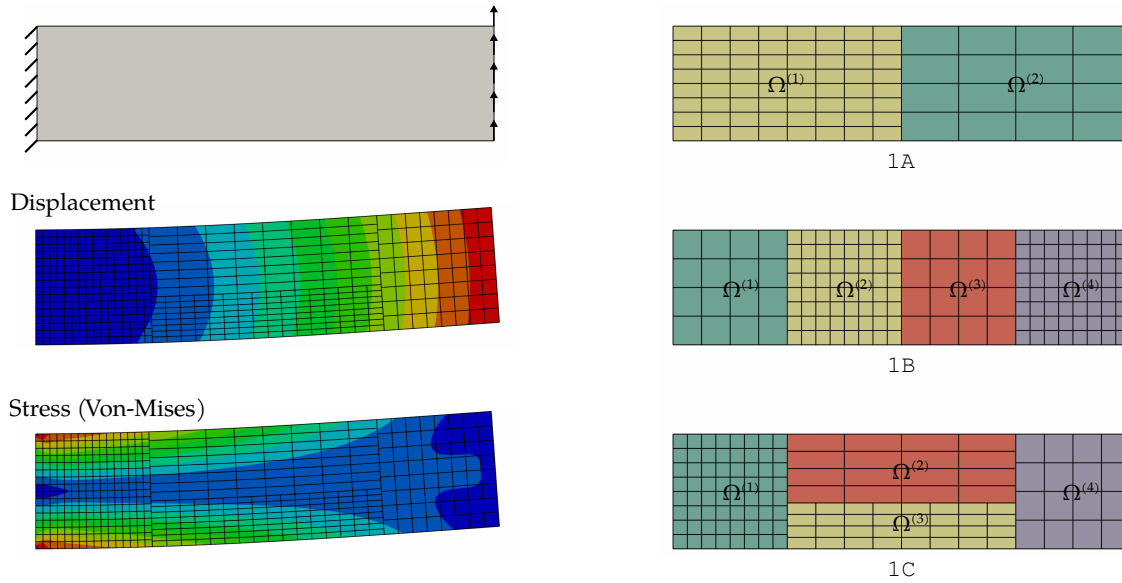 Ω⁽¹⁾ Ω⁽²⁾
1A
Displacement
Ω⁽¹⁾ Ω⁽²⁾ Ω⁽³⁾ Ω⁽⁴⁾
1B
Stress (Von-Mises)
Ω⁽¹⁾ Ω⁽²⁾ Ω⁽⁴⁾
Ω⁽³⁾
1C